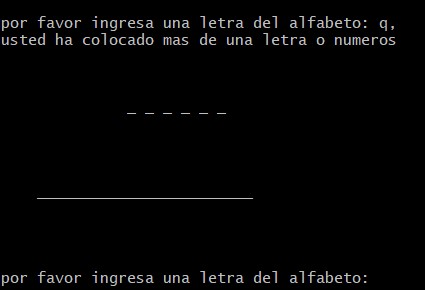 por favor ingresa una letra del alfabeto: q,
usted ha colocado mas de una letra o numeros
_ _ _ _ _ _
________________________
por favor ingresa una letra del alfabeto: